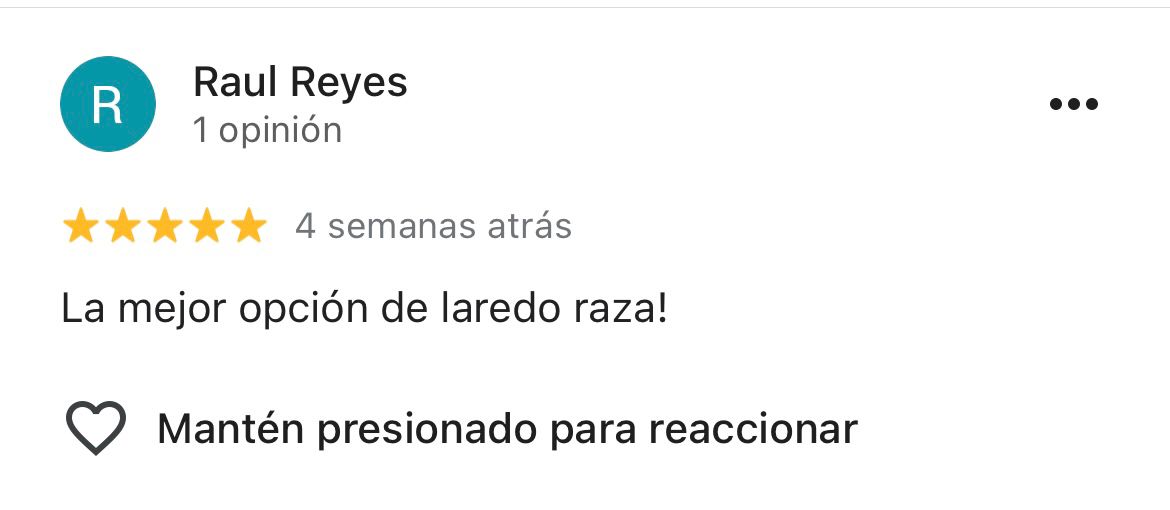 R
Raul Reyes
1 opinión
4 semanas atrás
La mejor opción de laredo raza!
Mantén presionado para reaccionar